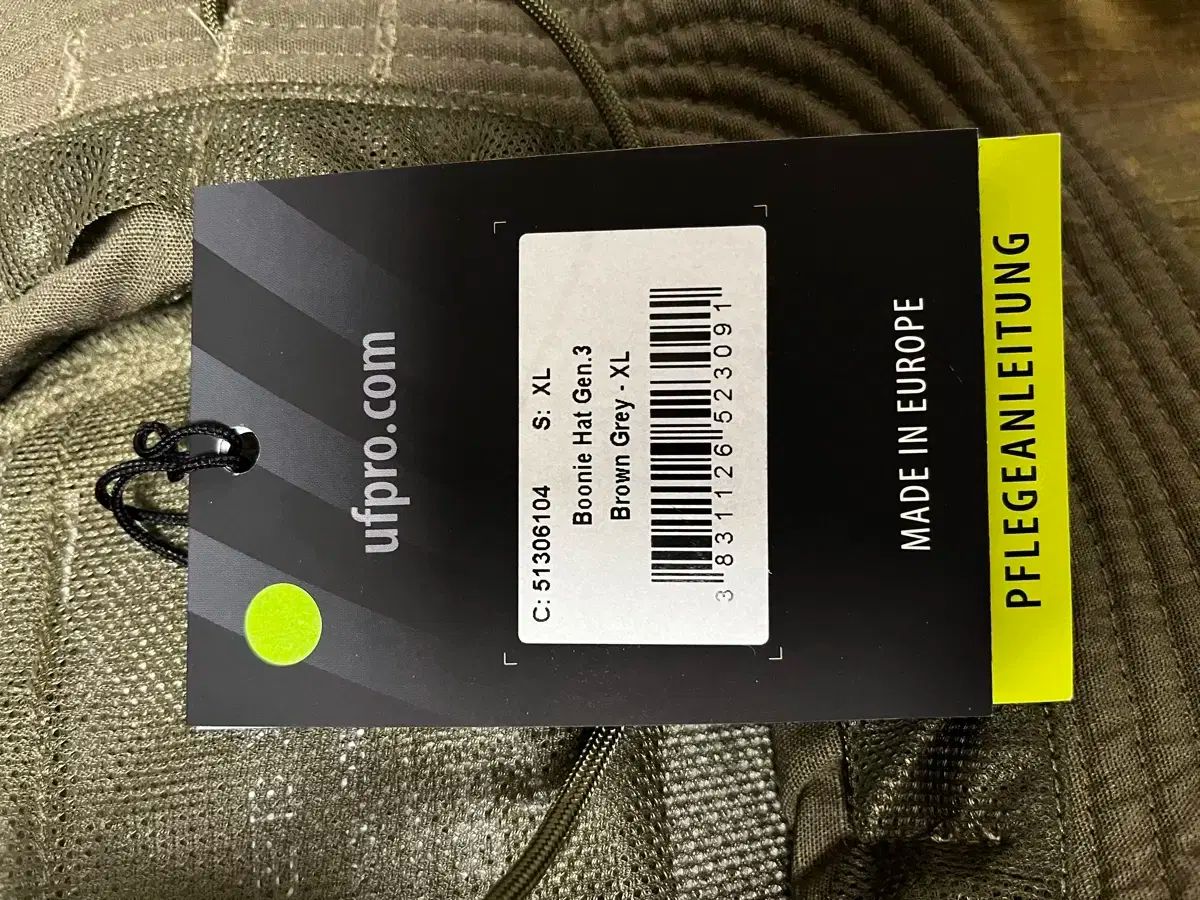 ufpro.com
C: 51306104 S: XL
Boonie Hat Gen.3
Brown Grey - XL
3 831126 523091
MADE IN EUROPE
PFLEGEANLEITUNG